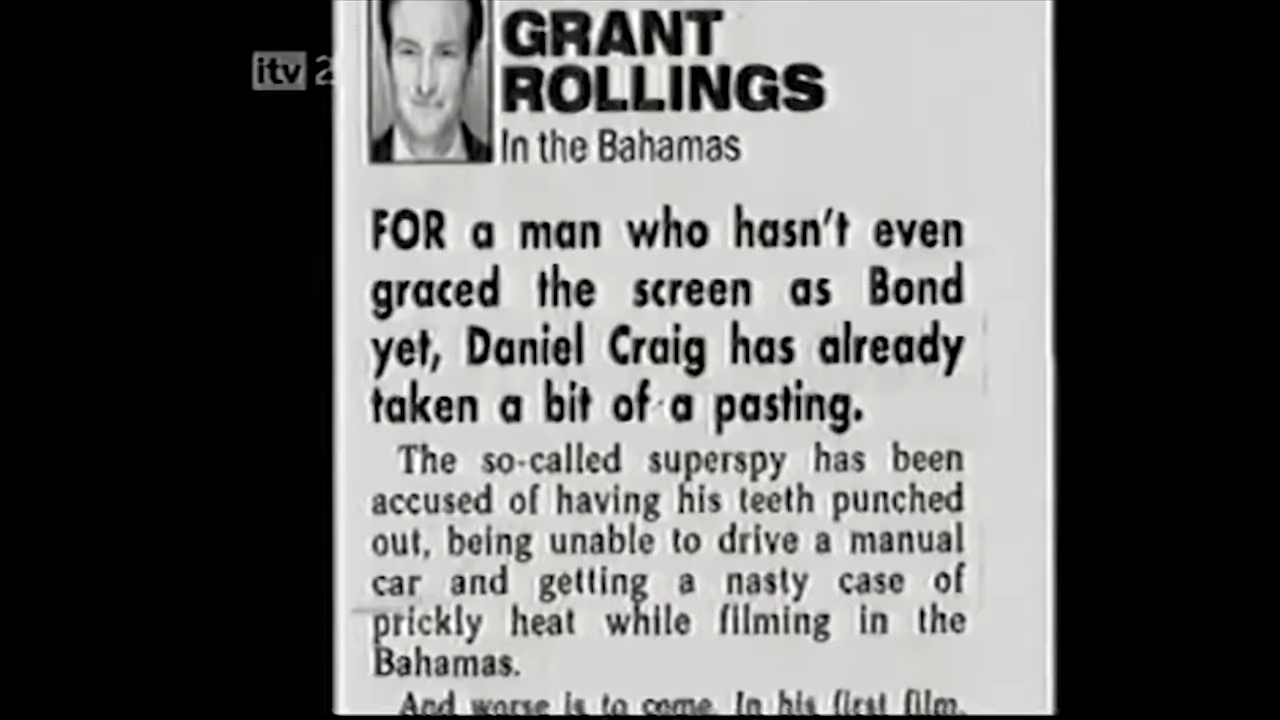 itv 2
GRANT
ROLLINGS
In the Bahamas
FOR a man who hasn't even
graced the screen as Bond
yet, Daniel Craig has already
taken a bit of a pasting.
The so-called superspy has been
accused of having his teeth punched
out, being unable to drive a manual
car and getting a nasty case of
prickly heat while filming in the
Bahamas.
And worse is to come. In his first film,